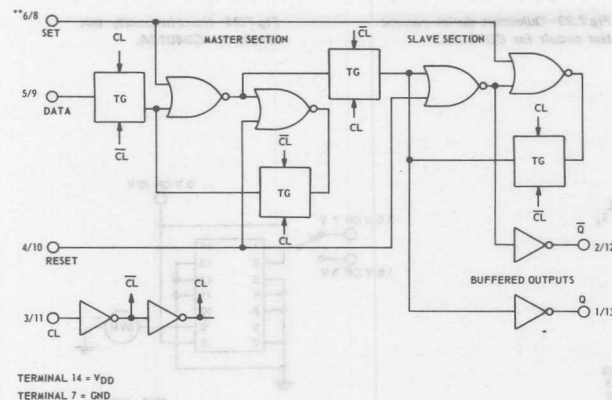 **6/8
SET
CL
MASTER SECTION
CL
SLAVE SECTION
TG
5/9
DATA
TG
CL
CL
CL
CL
TG
CL
TG
CL
4/10
RESET
Q
2/12
BUFFERED OUTPUTS
CL
CL
3/11
CL
Q
1/13
TERMINAL 14 = VDD
TERMINAL 7 = GND